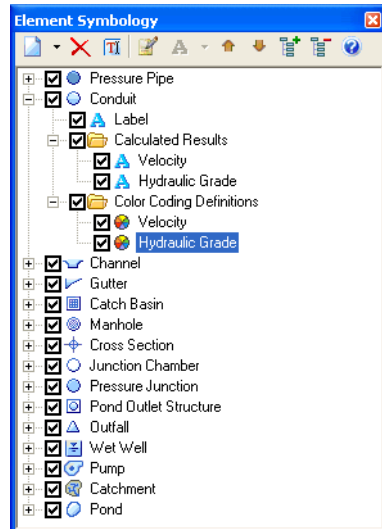 Element Symbology
Pressure Pipe
Conduit
Label
Calculated Results
Velocity
Hydraulic Grade
Color Coding Definitions
Velocity
Hydraulic Grade
Channel
Gutter
Catch Basin
Manhole
Cross Section
Junction Chamber
Pressure Junction
Pond Outlet Structure
Outfall
Wet Well
Pump
Catchment
Pond